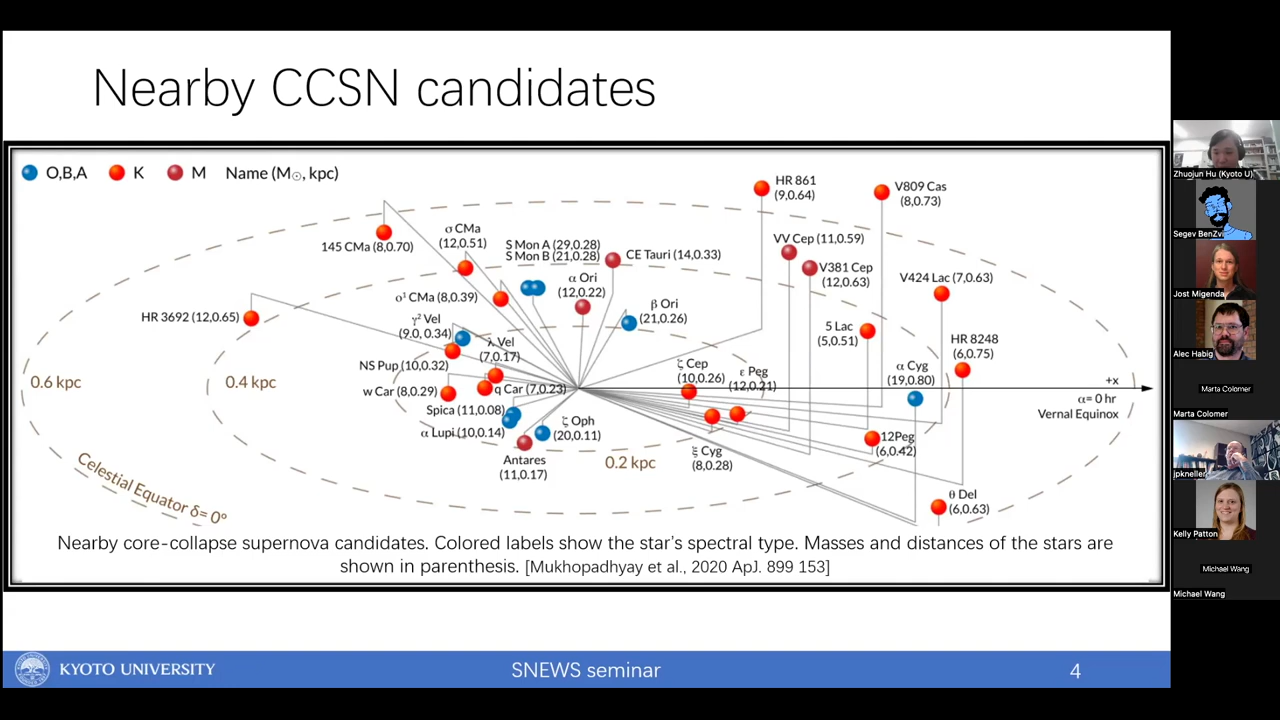 Nearby CCSN candidates
O,B,A
K
M
Name (M☉, kpc)
145 CMa (8,0.70)
σ CMa
(12,0.51)
S Mon A (29,0.28)
S Mon B (21,0.28)
CE Tauri (14,0.33)
HR 861
(9,0.64)
V809 Cas
(8,0.73)
VV Cep (11,0.59)
V381 Cep
(12,0.63)
V424 Lac (7,0.63)
α Ori
(12,0.22)
β Ori
(21,0.26)
σ¹ CMa (8,0.39)
HR 3692 (12,0.65)
γ² Vel
(9.0, 0.34)
λ Vel
(7,0.17)
5 Lac
(5,0.51)
HR 8248
(6,0.75)
NS Pup (10,0.32)
ζ Cep
(10,0.26)
ε Peg
(12,0.21)
α Cyg
(19,0.80)
0.6 kpc
0.4 kpc
w Car (8,0.29)
q Car (7,0.23)
+x
α= 0 hr
Vernal Equinox
Spica (11,0.08)
α Lupi (10,0.14)
ζ Oph
(20,0.11)
Antares
(11,0.17)
0.2 kpc
ξ Cyg
(8,0.28)
12Peg
(6,0.42)
θ Del
(6,0.63)
Celestial Equator δ= 0°
Nearby core-collapse supernova candidates. Colored labels show the star's spectral type. Masses and distances of the stars are
shown in parenthesis. [Mukhopadhyay et al., 2020 ApJ. 899 153]
KYOTO UNIVERSITY
SNEWS seminar
4
Zhuojun Hu (Kyoto U)
Segev BenZvi
Jost Migenda
Alec Habig
Marta Colomer
Marta Colomer
jpkneller
Kelly Patton
Michael Wang
Michael Wang